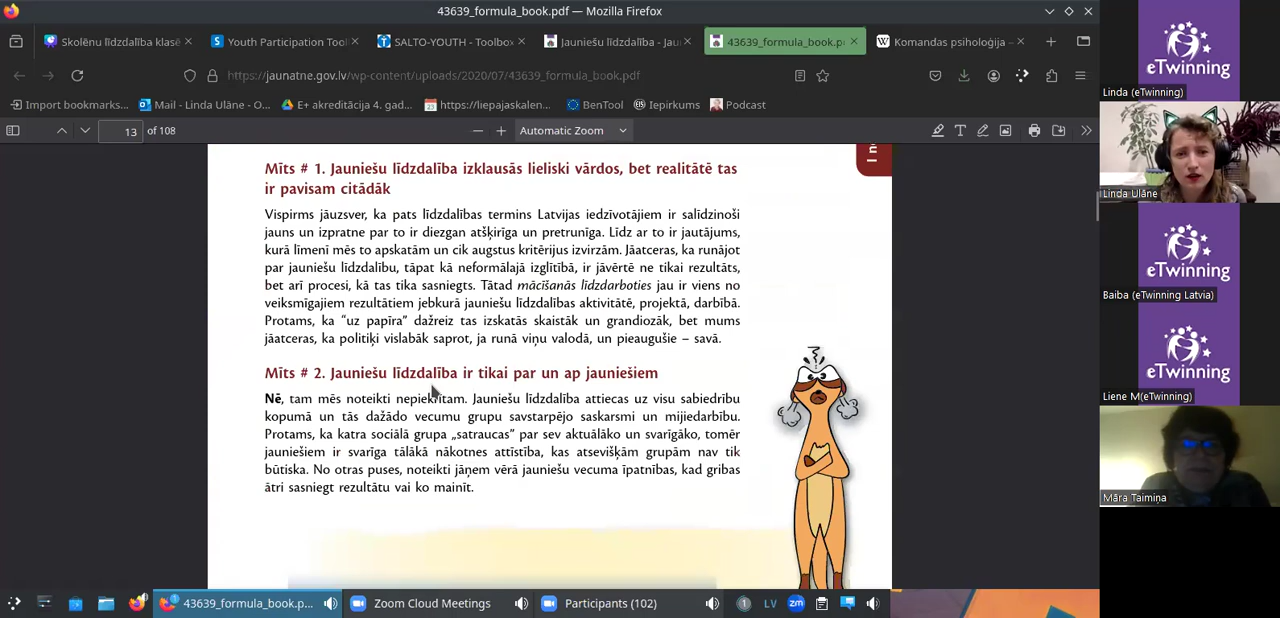 43639_formula_book.pdf — Mozilla Firefox
Skolēnu līdzdalība klasē
Youth Participation Tool
SALTO-YOUTH - Toolbox
Jauniešu līdzdalība - Jau
43639_formula_book.p
Komandas psiholoģija –
https://jaunatne.gov.lv/wp-content/uploads/2020/07/43639_formula_book.pdf
Import bookmarks...
Mail - Linda Ulāne - O...
E+ akreditācija 4. gad...
https://liepajaskalen...
BenTool
Iepirkums
Podcast
13 of 108
Automatic Zoom
Mīts # 1. Jauniešu līdzdalība izklausās lieliski vārdos, bet realitātē tas
ir pavisam citādāk
Vispirms jāuzsver, ka pats līdzdalības termins Latvijas iedzīvotājiem ir salīdzinoši
jauns un izpratne par to ir diezgan atšķirīga un pretrunīga. Līdz ar to ir jautājums,
kurā līmenī mēs to apskatām un cik augstus kritērijus izvirzām. Jāatceras, ka runājot
par jauniešu līdzdalību, tāpat kā neformālajā izglītībā, ir jāvērtē ne tikai rezultāts,
bet arī procesi, kā tas tika sasniegts. Tātad mācīšanās līdzdarboties jau ir viens no
veiksmīgajiem rezultātiem jebkurā jauniešu līdzdalības aktivitātē, projektā, darbībā.
Protams, ka “uz papīra” dažreiz tas izskatās skaistāk un grandiozāk, bet mums
jāatceras, ka politiķi vislabāk saprot, ja runā viņu valodā, un pieaugušie – savā.
Mīts # 2. Jauniešu līdzdalība ir tikai par un ap jauniešiem
Nē, tam mēs noteikti nepiekrītam. Jauniešu līdzdalība attiecas uz visu sabiedrību
kopumā un tās dažādo vecumu grupu savstarpējo saskarsmi un mijiedarbību.
Protams, ka katra sociālā grupa „satraucas” par sev aktuālāko un svarīgāko, tomēr
jauniešiem ir svarīga tālākā nākotnes attīstība, kas atsevišķām grupām nav tik
būtiska. No otras puses, noteikti jāņem vērā jauniešu vecuma īpatnības, kad gribas
ātri sasniegt rezultātu vai ko mainīt.
eTwinning
Linda (eTwinning)
Linda Ulāne
eTwinning
Baiba (eTwinning Latvia)
eTwinning
Liene M(eTwinning)
Māra Taimiņa
43639_formula_book.p...
Zoom Cloud Meetings
Participants (102)
1
LV
zm